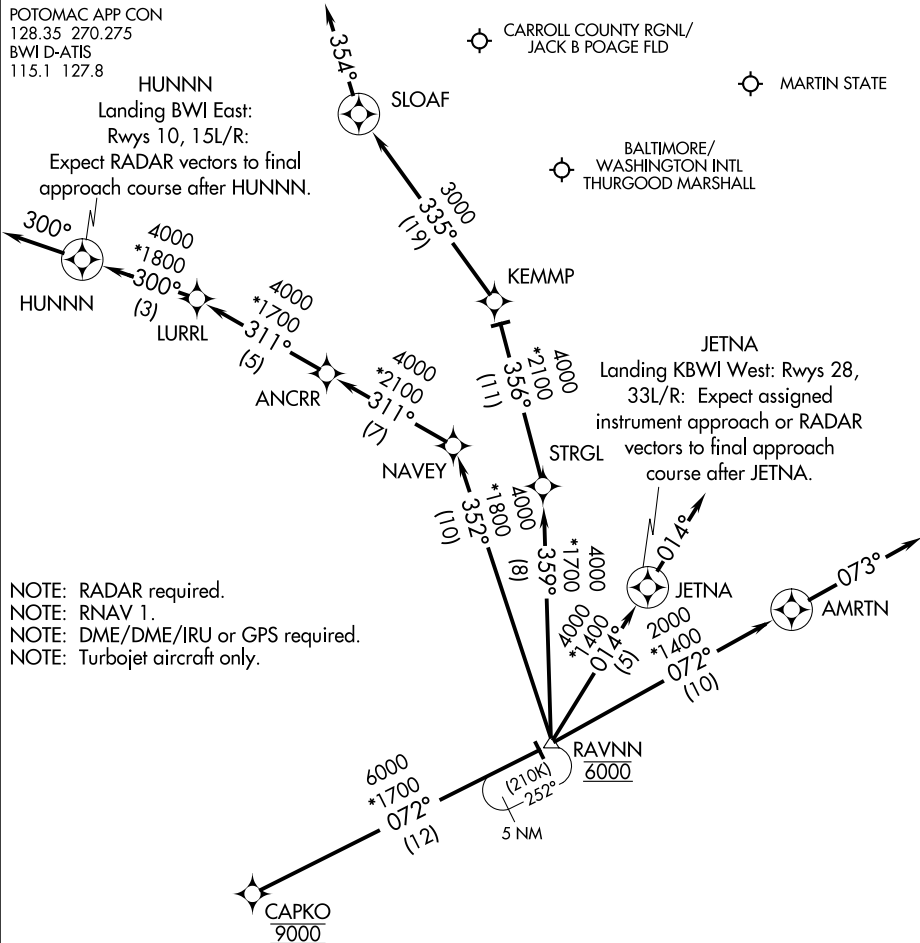 POTOMAC APP CON
128.35 270.275
BWI D-ATIS
115.1 127.8
HUNNN
Landing BWI East:
Rwys 10, 15L/R:
Expect RADAR vectors to final
approach course after HUNNN.
354°
SLOAF
CARROLL COUNTY RGNL/
JACK B POAGE FLD
MARTIN STATE
BALTIMORE/
WASHINGTON INTL
THURGOOD MARSHALL
3000
335°
(19)
KEMMP
300°
HUNNN
4000
*1800
300°
(3)
LURRL
4000
*1700
311°
(5)
ANCRR
4000
*2100
311°
(7)
NAVEY
4000
*2100
356°
(11)
STRGL
JETNA
Landing KBWI West: Rwys 28,
33L/R: Expect assigned
instrument approach or RADAR
vectors to final approach
course after JETNA.
4000
*1800
352°
(10)
4000
*1700
359°
(8)
014°
JETNA
4000
*1400
014°
(5)
073°
AMRTN
2000
*1400
072°
(10)
NOTE: RADAR required.
NOTE: RNAV 1.
NOTE: DME/DME/IRU or GPS required.
NOTE: Turbojet aircraft only.
RAVNN
6000
(210K)
252°
5 NM
6000
*1700
072°
(12)
CAPKO
9000